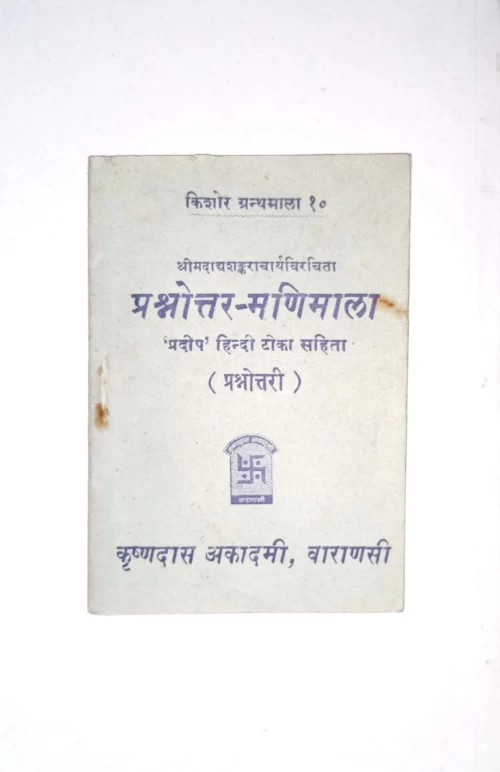 किशोर ग्रन्थमाला १०
श्रीमदाद्यशङ्कराचार्यविरचिता
प्रश्नोत्तर-मणिमाला
'प्रदीप' हिन्दी टीका सहिता
( प्रश्नोत्तरी )
वाराणसी
कृष्णदास अकादमी, वाराणसी